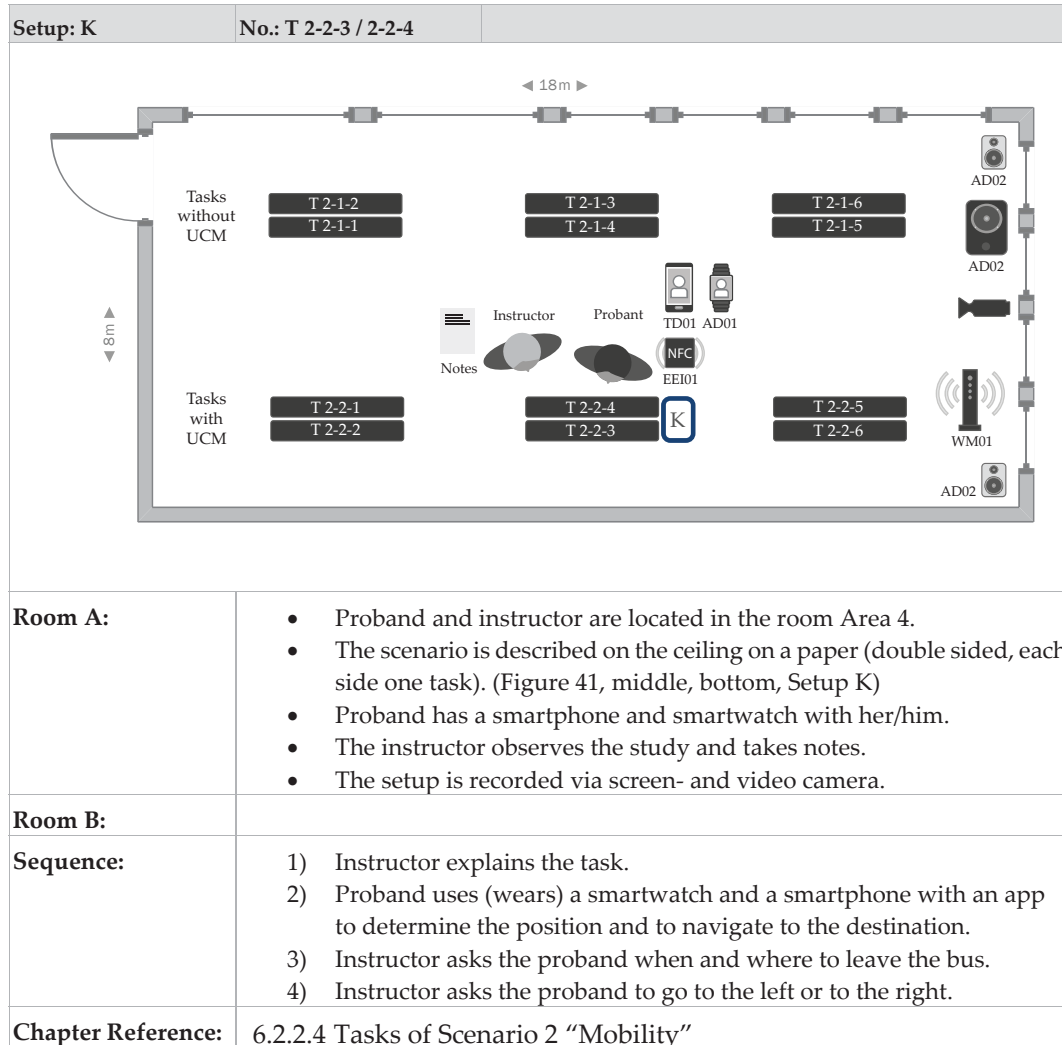 Setup: K No.: T 2-2-3 / 2-2-4
◄ 18m ►
AD02
Tasks
without
UCM
T 2-1-2 T 2-1-3 T 2-1-6
T 2-1-1 T 2-1-4 T 2-1-5
AD02
◄ 8m ►
Notes
Instructor
Probant
TD01 AD01
NFC
EEI01
Tasks
with
UCM
T 2-2-1 T 2-2-4 T 2-2-5
T 2-2-2 T 2-2-3 T 2-2-6
K
WM01
AD02
Room A:
• Proband and instructor are located in the room Area 4.
• The scenario is described on the ceiling on a paper (double sided, each
side one task). (Figure 41, middle, bottom, Setup K)
• Proband has a smartphone and smartwatch with her/him.
• The instructor observes the study and takes notes.
• The setup is recorded via screen- and video camera.
Room B:
Sequence:
1) Instructor explains the task.
2) Proband uses (wears) a smartwatch and a smartphone with an app
to determine the position and to navigate to the destination.
3) Instructor asks the proband when and where to leave the bus.
4) Instructor asks the proband to go to the left or to the right.
Chapter Reference: 6.2.2.4 Tasks of Scenario 2 “Mobility”